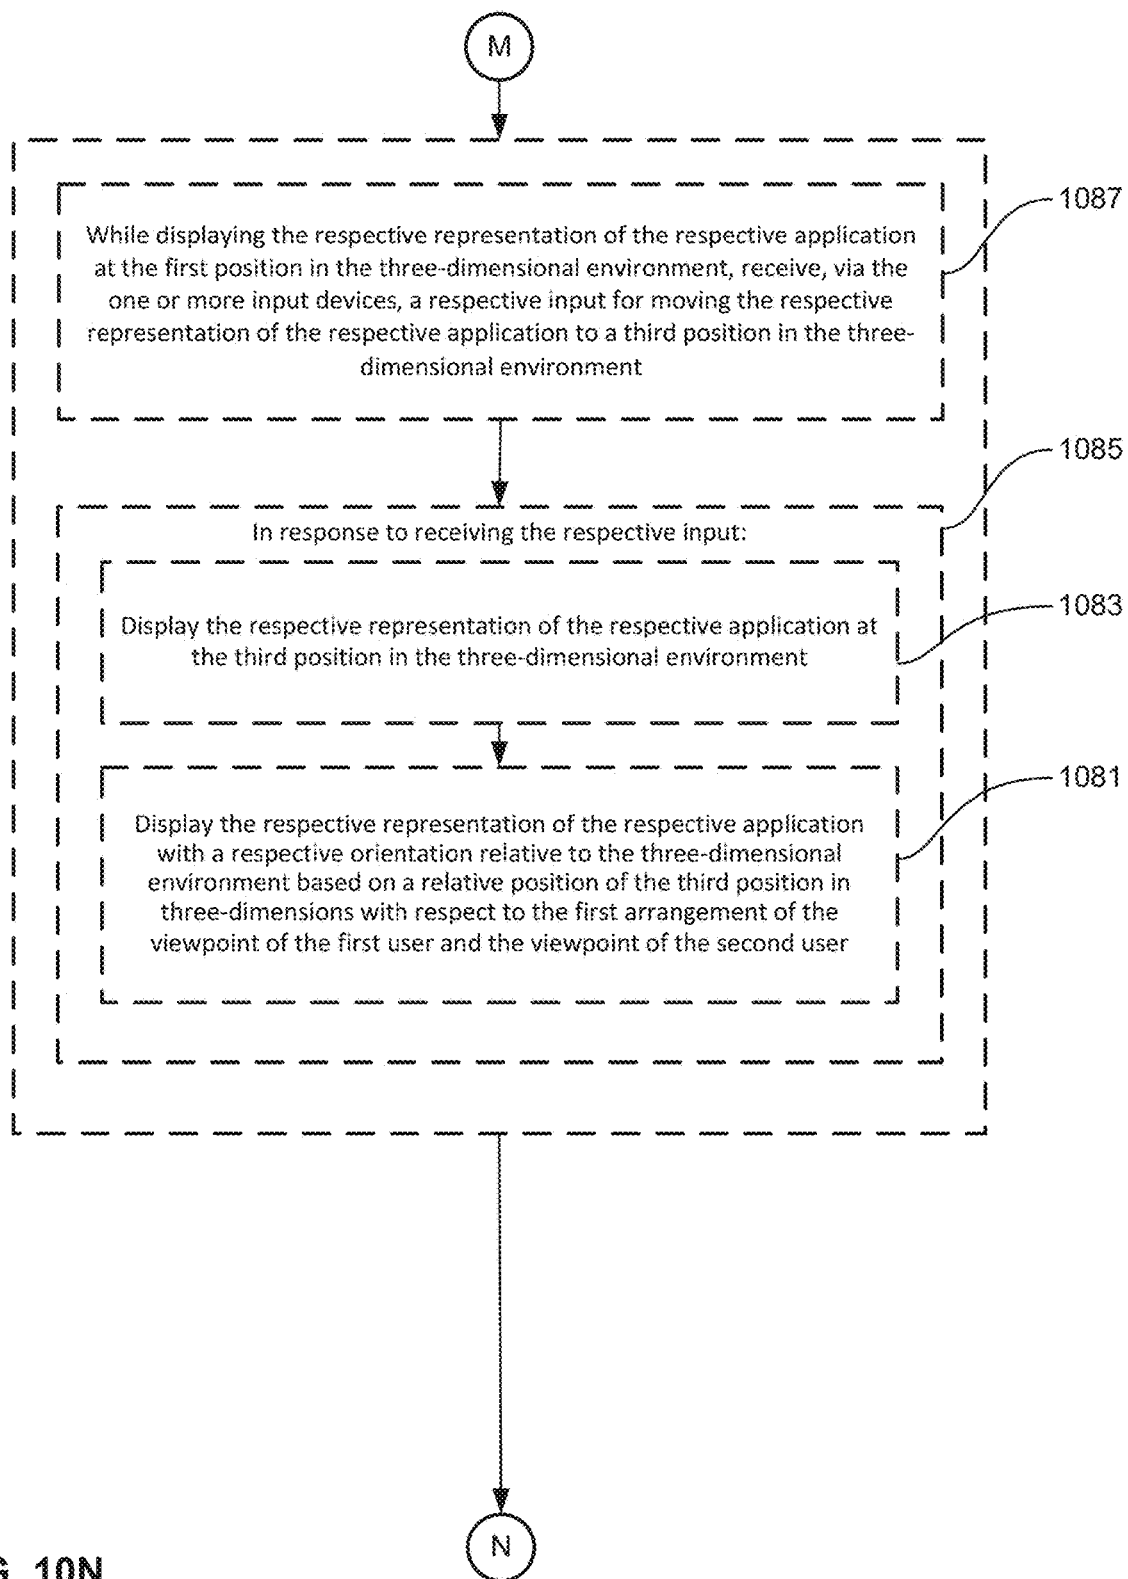 M
While displaying the respective representation of the respective application
at the first position in the three-dimensional environment, receive, via the
one or more input devices, a respective input for moving the respective
representation of the respective application to a third position in the three-
dimensional environment
1087
1085
In response to receiving the respective input:
Display the respective representation of the respective application at
the third position in the three-dimensional environment
1083
Display the respective representation of the respective application
with a respective orientation relative to the three-dimensional
environment based on a relative position of the third position in
three-dimensions with respect to the first arrangement of the
viewpoint of the first user and the viewpoint of the second user
1081
N
10N